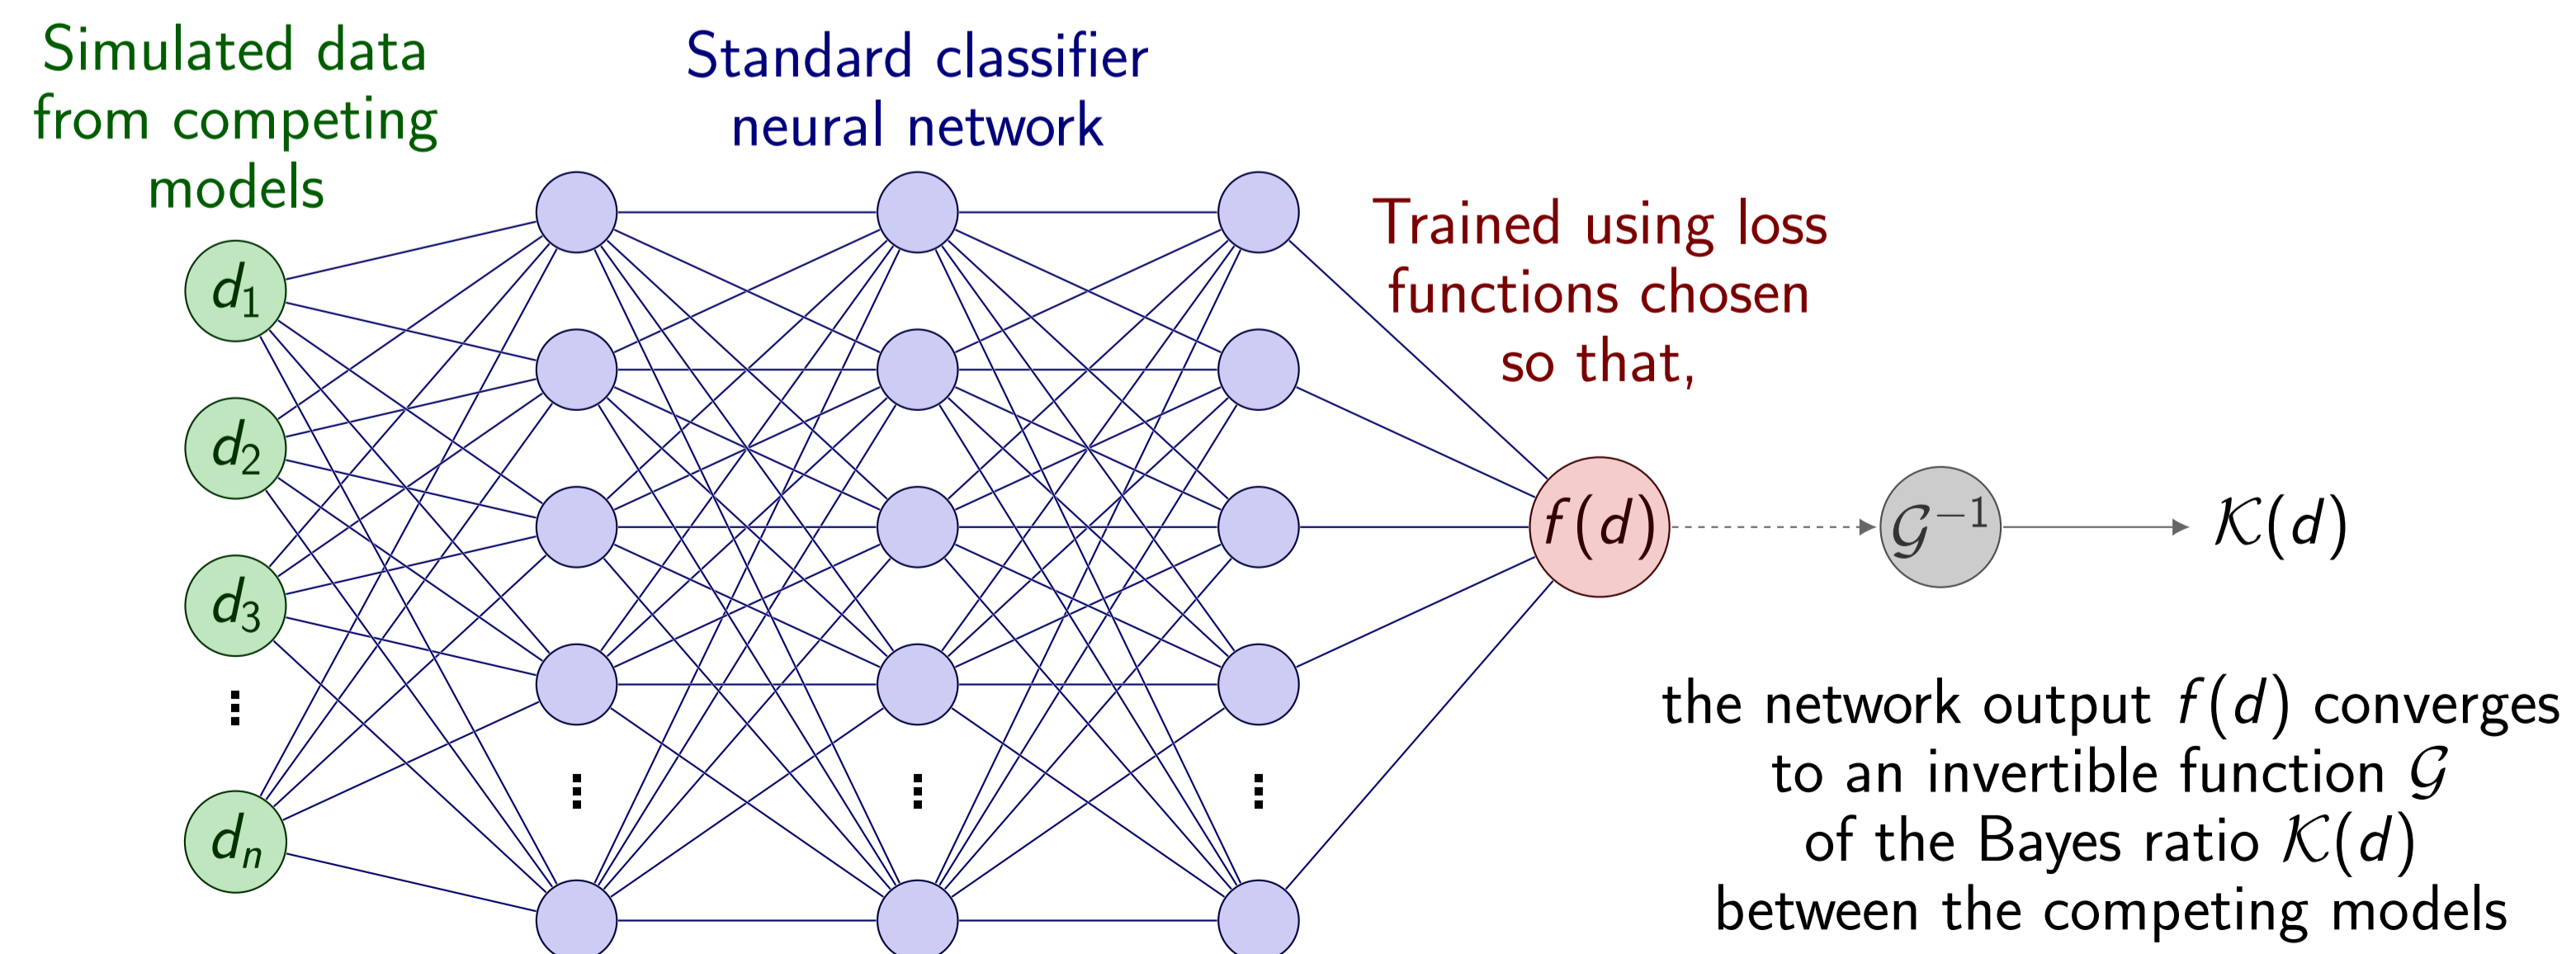 Simulated data
from competing
models
Standard classifier
neural network
Trained using loss
functions chosen
so that,
d₁
d₂
d₃
⋮
dₙ
⋮
⋮
⋮
f(d)
𝒢⁻¹
𝒦(d)
the network output f(d) converges
to an invertible function 𝒢
of the Bayes ratio 𝒦(d)
between the competing models